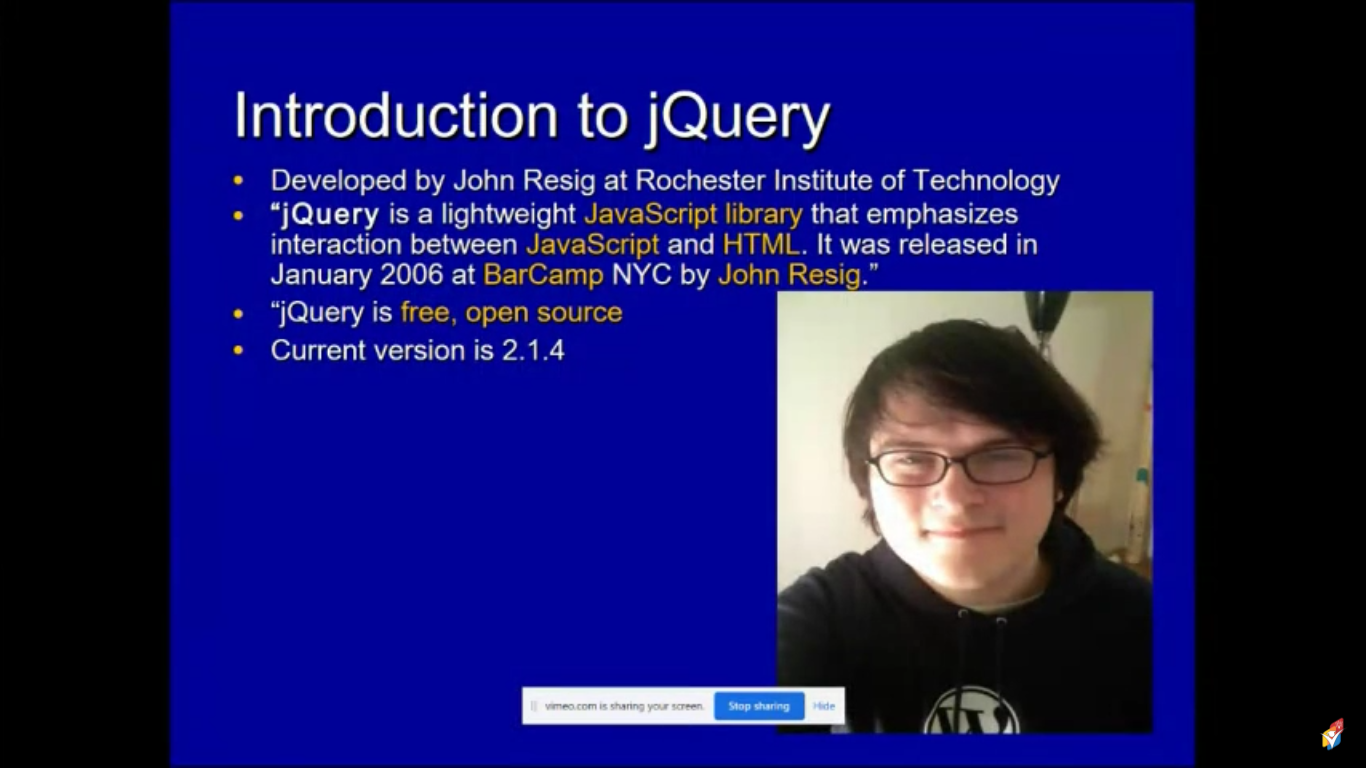 Introduction to jQuery
• Developed by John Resig at Rochester Institute of Technology
• “jQuery is a lightweight JavaScript library that emphasizes
interaction between JavaScript and HTML. It was released in
January 2006 at BarCamp NYC by John Resig.”
• “jQuery is free, open source
• Current version is 2.1.4
vimeo.com is sharing your screen. Stop sharing Hide